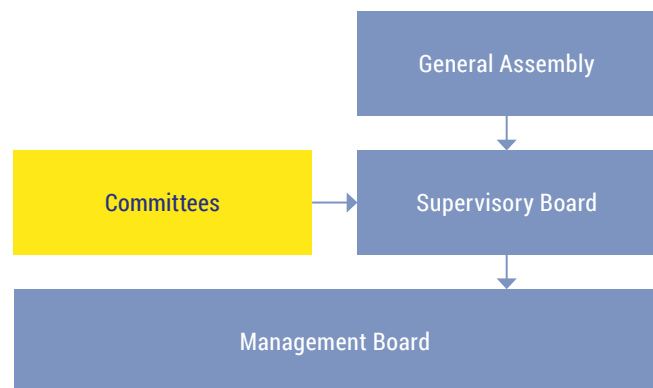 General Assembly
Committees
Supervisory Board
Management Board